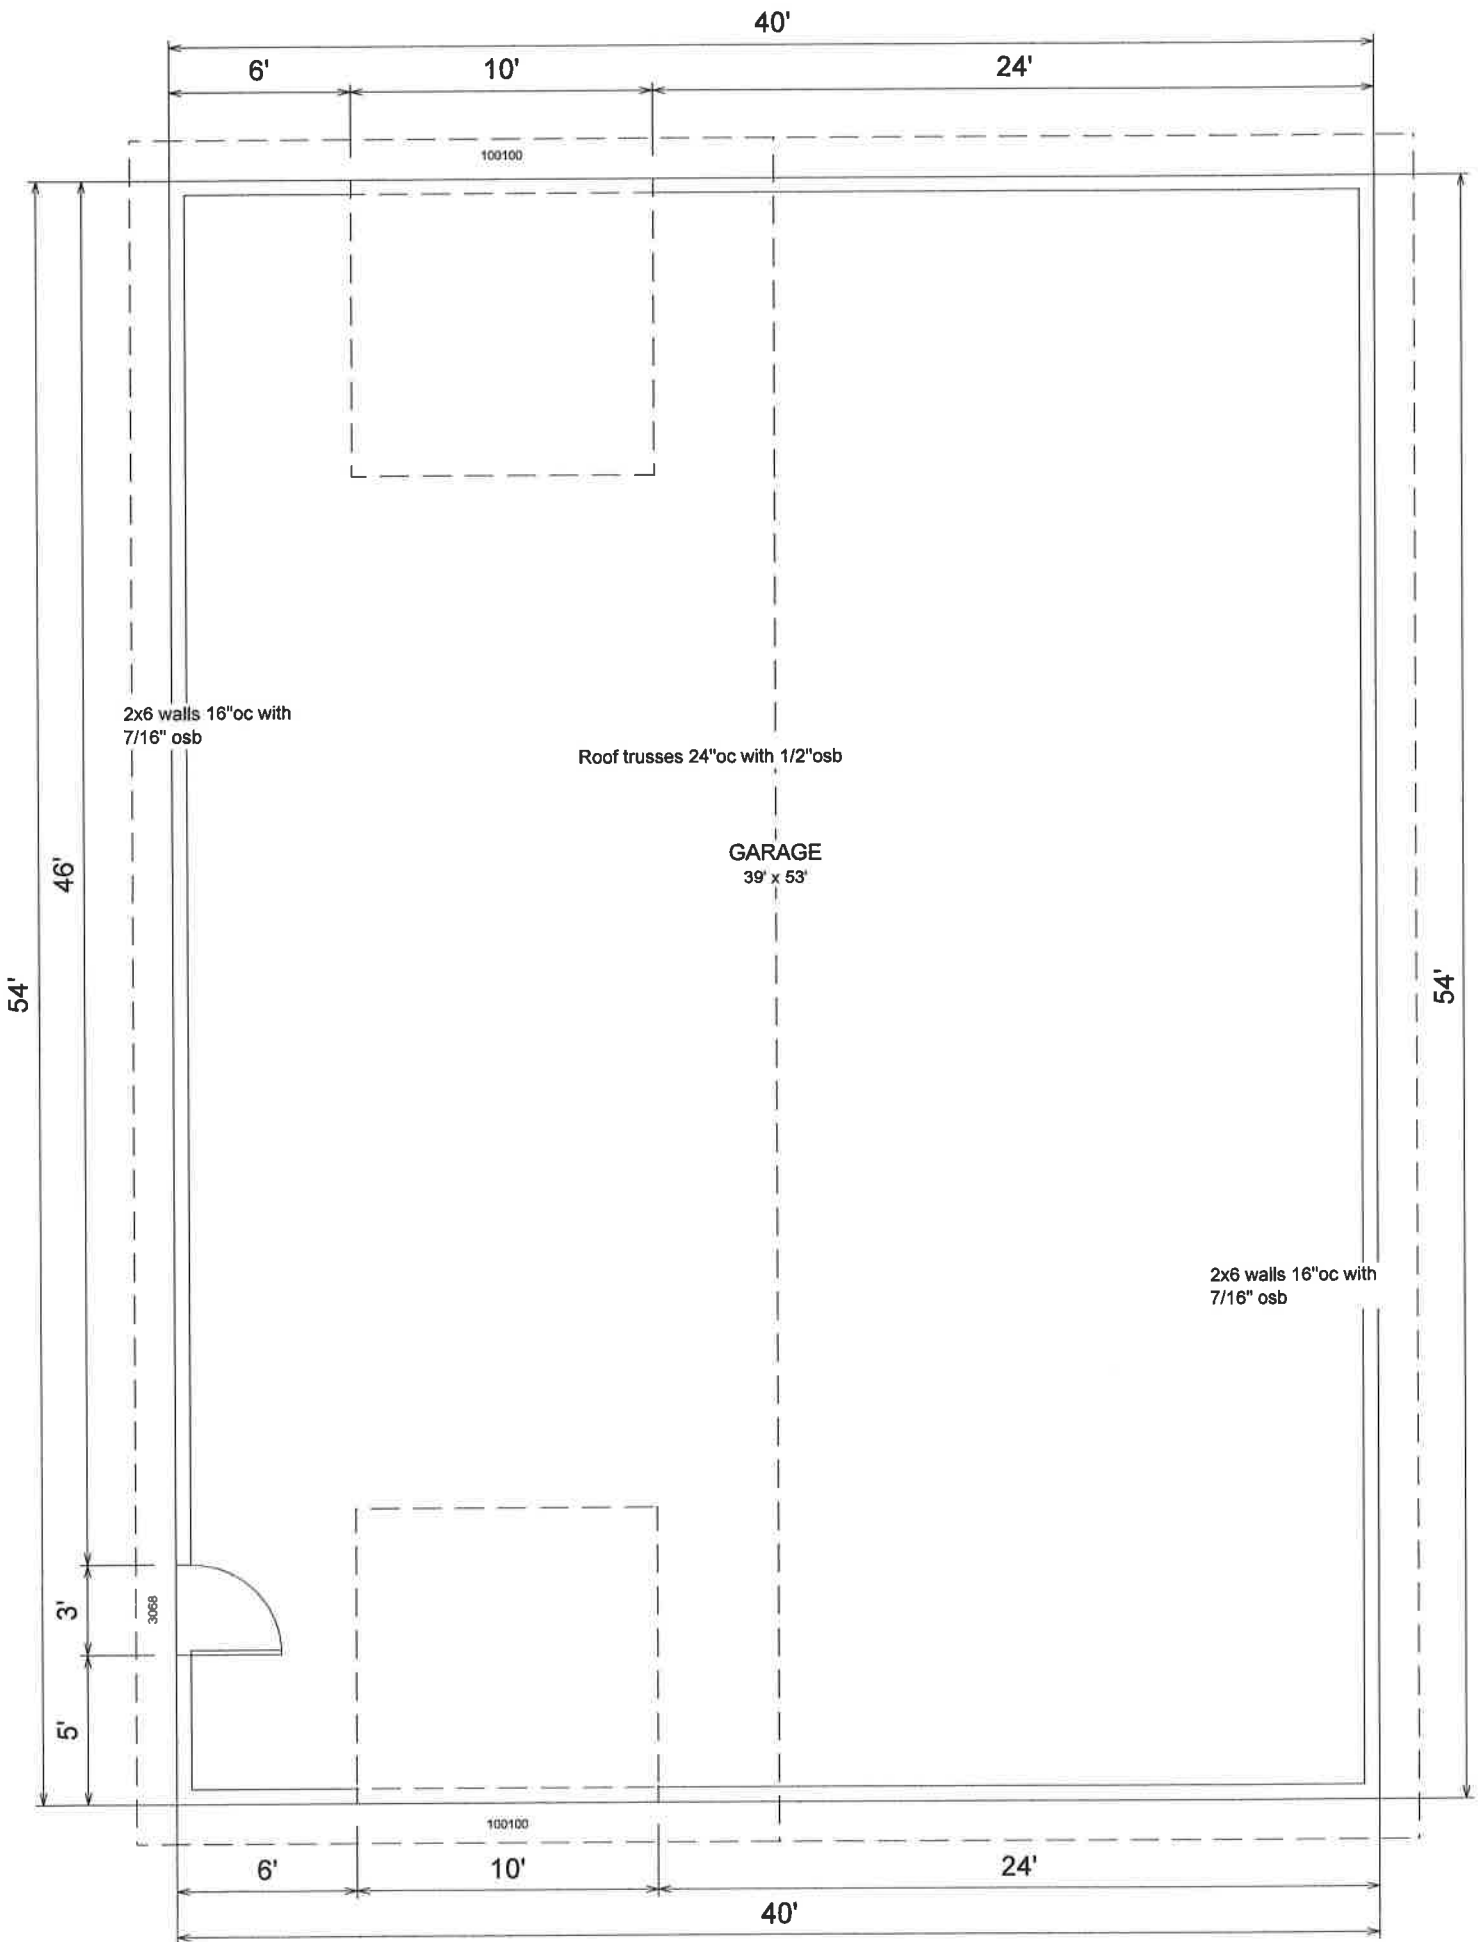 40'
6' 10' 24'
100100
2x6 walls 16"oc with
7/16" osb
Roof trusses 24"oc with 1/2"osb
46'
GARAGE
39' x 53'
54'
54'
2x6 walls 16"oc with
7/16" osb
3'
3068
5'
100100
6' 10' 24'
40'